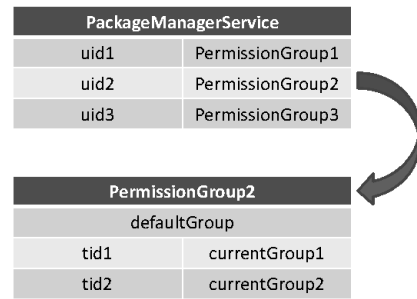 PackageManagerService
uid1 PermissionGroup1
uid2 PermissionGroup2
uid3 PermissionGroup3
PermissionGroup2
defaultGroup
tid1 currentGroup1
tid2 currentGroup2